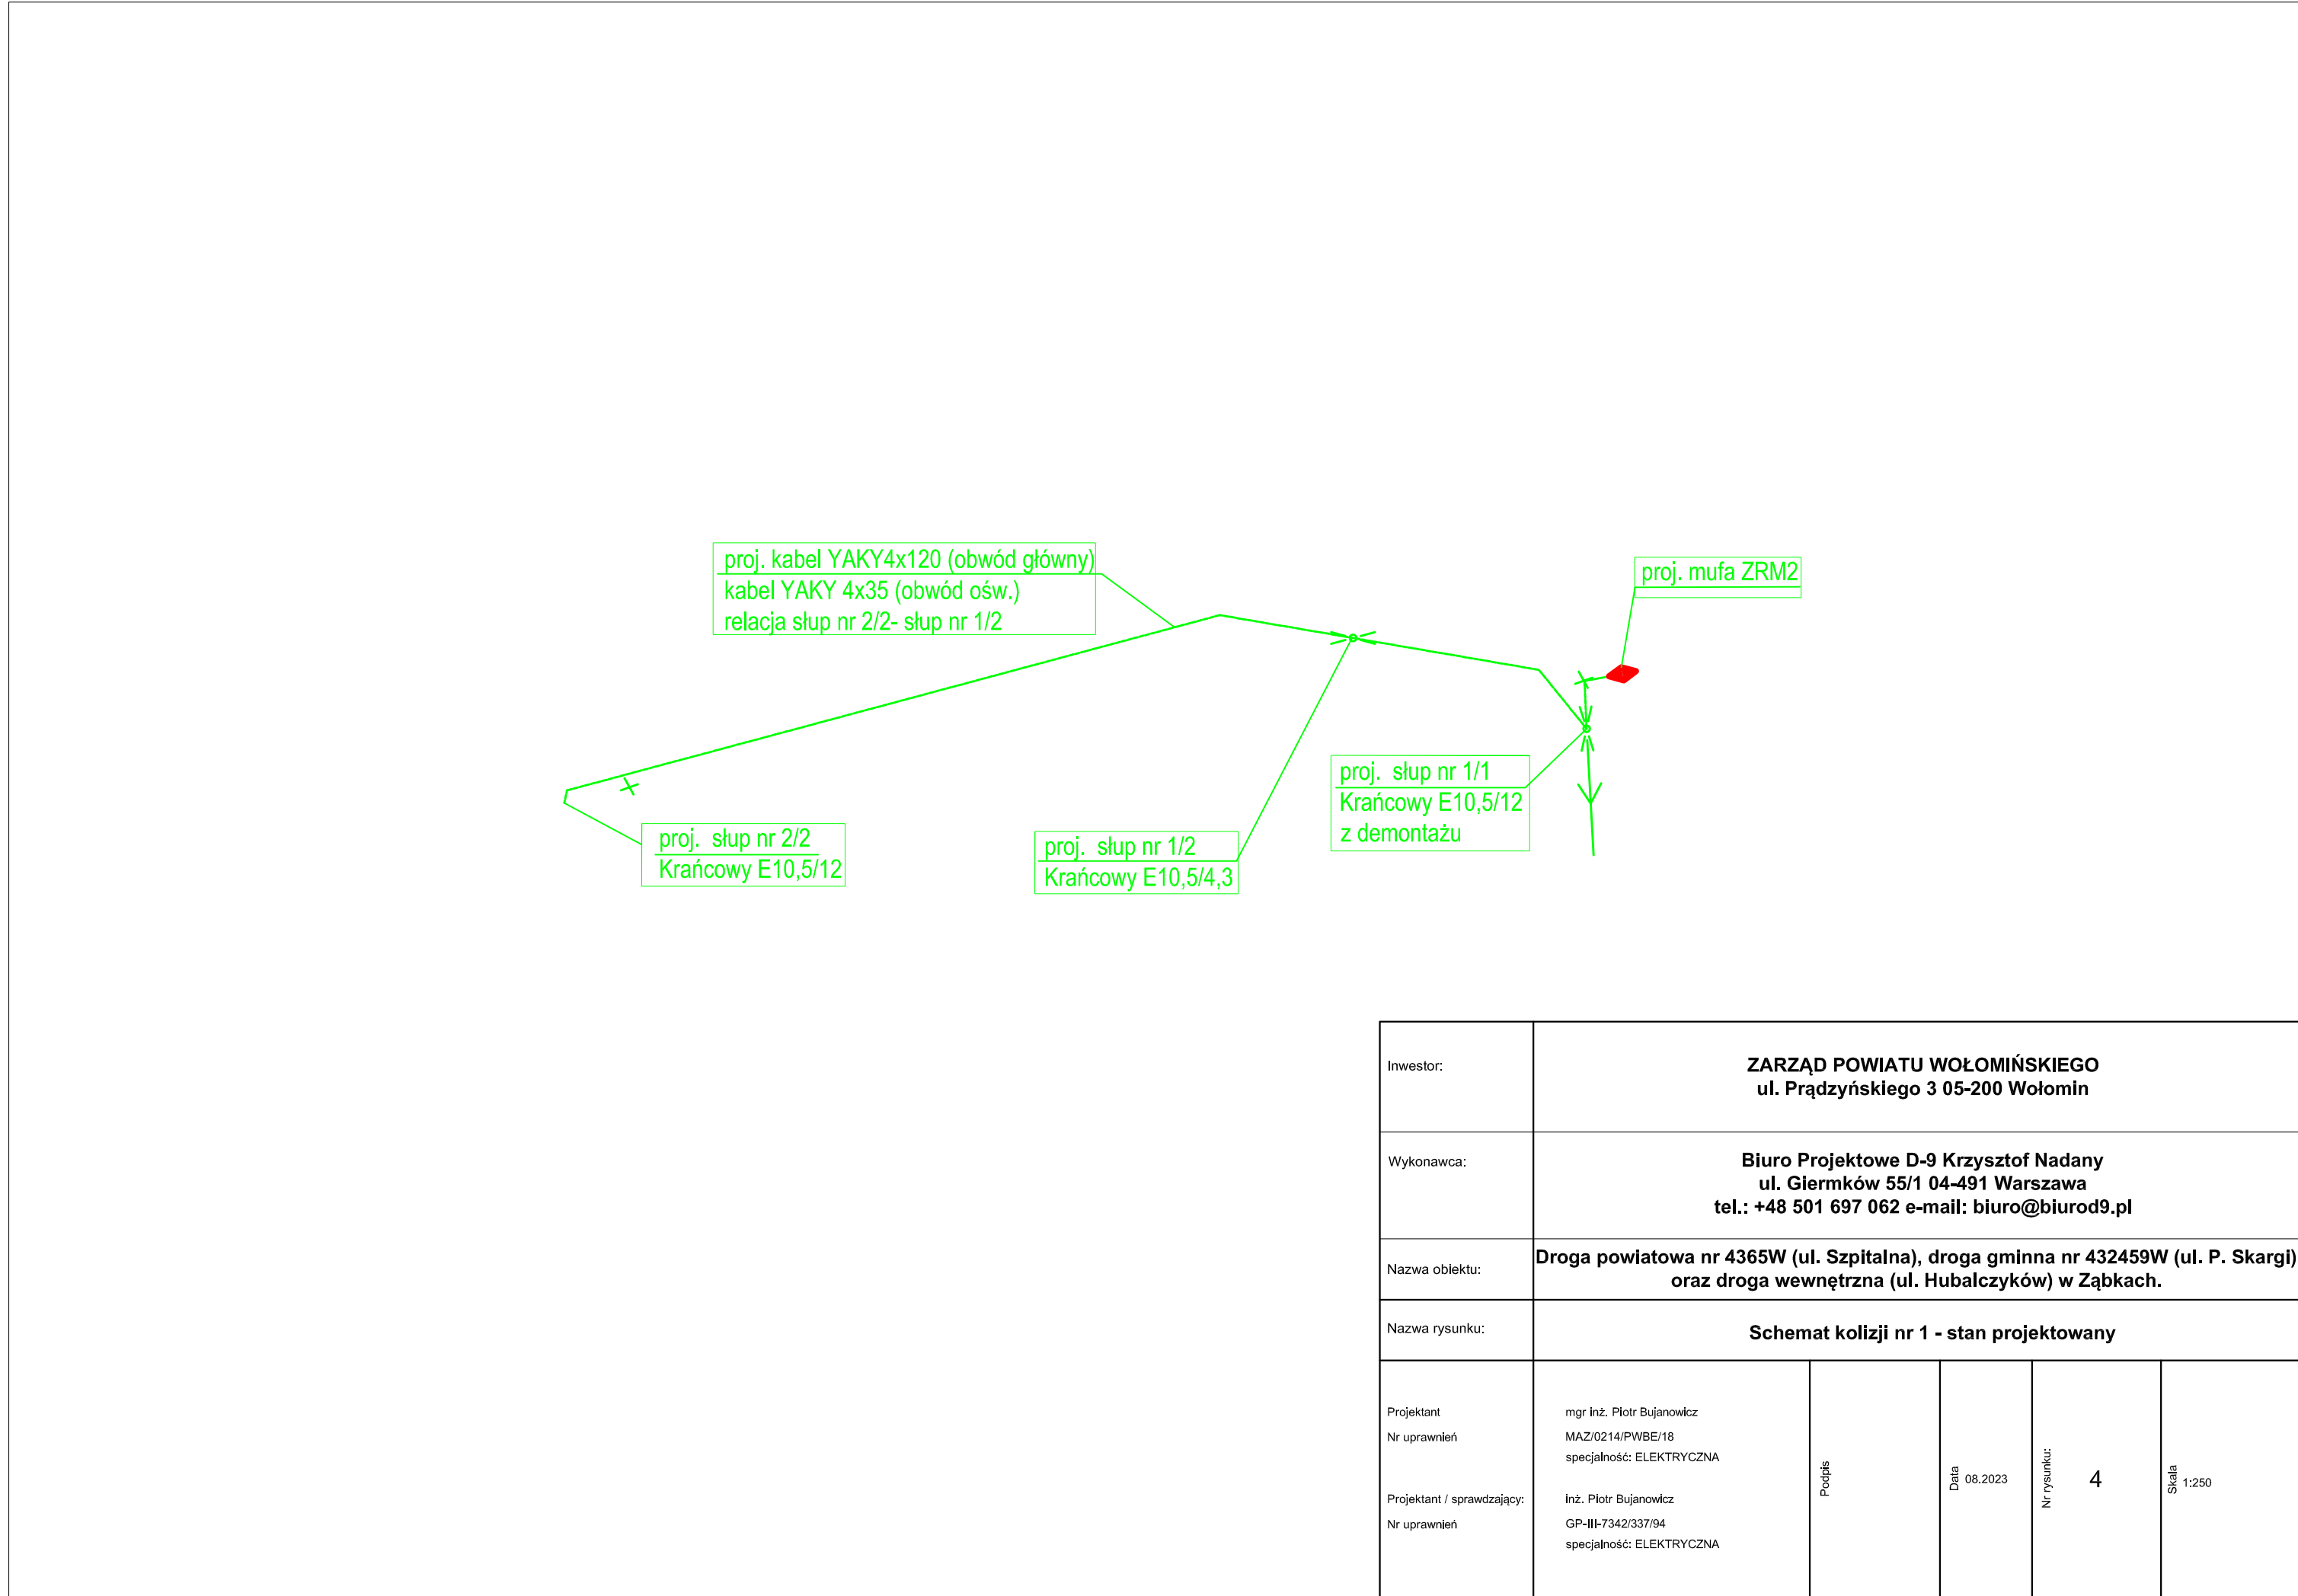 proj. kabel YAKY4x120 (obwód główny)
kabel YAKY 4x35 (obwód ośw.)
relacja słup nr 2/2- słup nr 1/2
proj. mufa ZRM2
proj. słup nr 1/1
Krańcowy E10,5/12
z demontażu
proj. słup nr 2/2
Krańcowy E10,5/12
proj. słup nr 1/2
Krańcowy E10,5/4,3
Inwestor:
ZARZĄD POWIATU WOŁOMIŃSKIEGO
ul. Prądzyńskiego 3 05-200 Wołomin
Wykonawca:
Biuro Projektowe D-9 Krzysztof Nadany
ul. Giermków 55/1 04-491 Warszawa
tel.: +48 501 697 062 e-mail: biuro@biurod9.pl
Nazwa obiektu:
Droga powiatowa nr 4365W (ul. Szpitalna), droga gminna nr 432459W (ul. P. Skargi)
oraz droga wewnętrzna (ul. Hubalczyków) w Ząbkach.
Nazwa rysunku:
Schemat kolizji nr 1 - stan projektowany
Projektant
mgr inż. Piotr Bujanowicz
Nr uprawnień
MAZ/0214/PWBE/18
specjalność: ELEKTRYCZNA
Projektant / sprawdzający:
inż. Piotr Bujanowicz
Nr uprawnień
GP-III-7342/337/94
specjalność: ELEKTRYCZNA
Podpis
Data
08.2023
Nr rysunku:
4
Skala
1:250